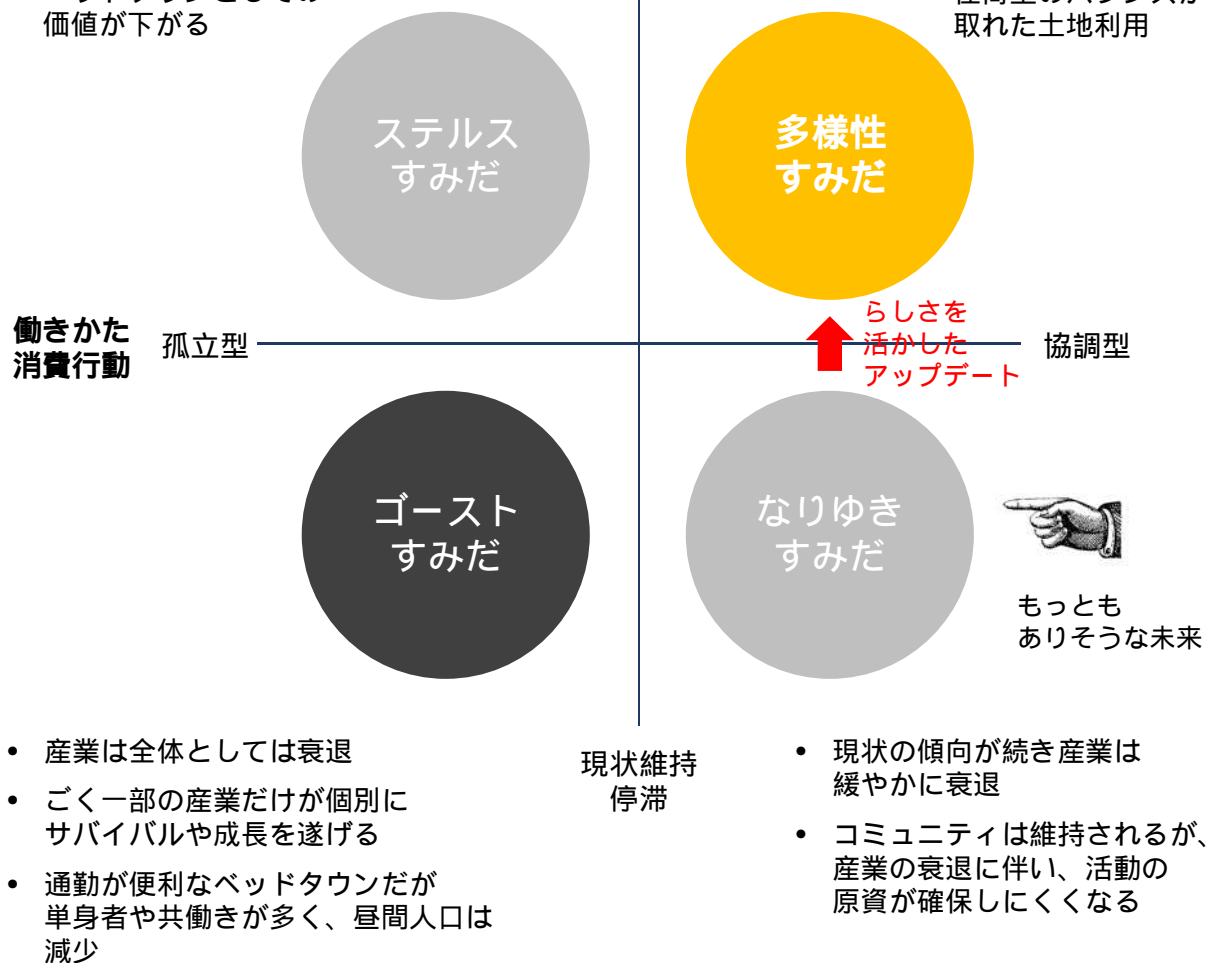 価値が下がる
取れた土地利用
ステルス
すみだ
多様性
すみだ
働きかた
消費行動
孤立型
らしさを
活かした
アップデート
協調型
ゴースト
すみだ
なりゆき
すみだ
もっとも
ありそうな未来
• 産業は全体としては衰退
• ごく一部の産業だけが個別に
サバイバルや成長を遂げる
• 通勤が便利なベッドタウンだが
単身者や共働きが多く、昼間人口は
減少
現状維持
停滞
• 現状の傾向が続き産業は
緩やかに衰退
• コミュニティは維持されるが、
産業の衰退に伴い、活動の
原資が確保しにくくなる